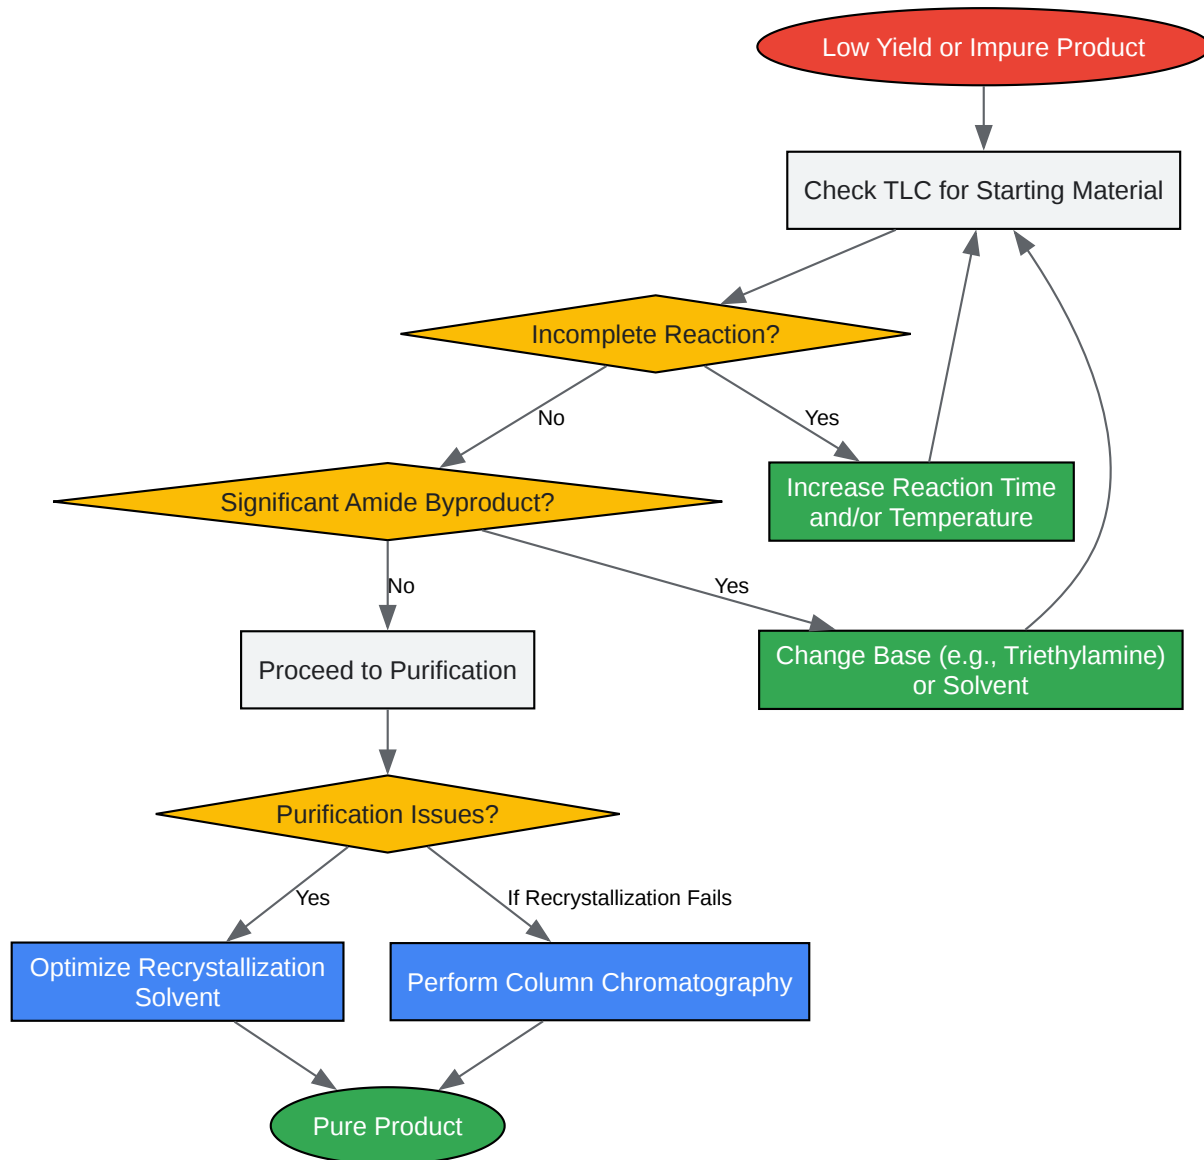 Low Yield or Impure Product
Check TLC for Starting Material
Incomplete Reaction?
No
Yes
Significant Amide Byproduct?
Increase Reaction Time
and/or Temperature
No
Yes
Proceed to Purification
Change Base (e.g., Triethylamine)
or Solvent
Purification Issues?
Yes
If Recrystallization Fails
Optimize Recrystallization
Solvent
Perform Column Chromatography
Pure Product